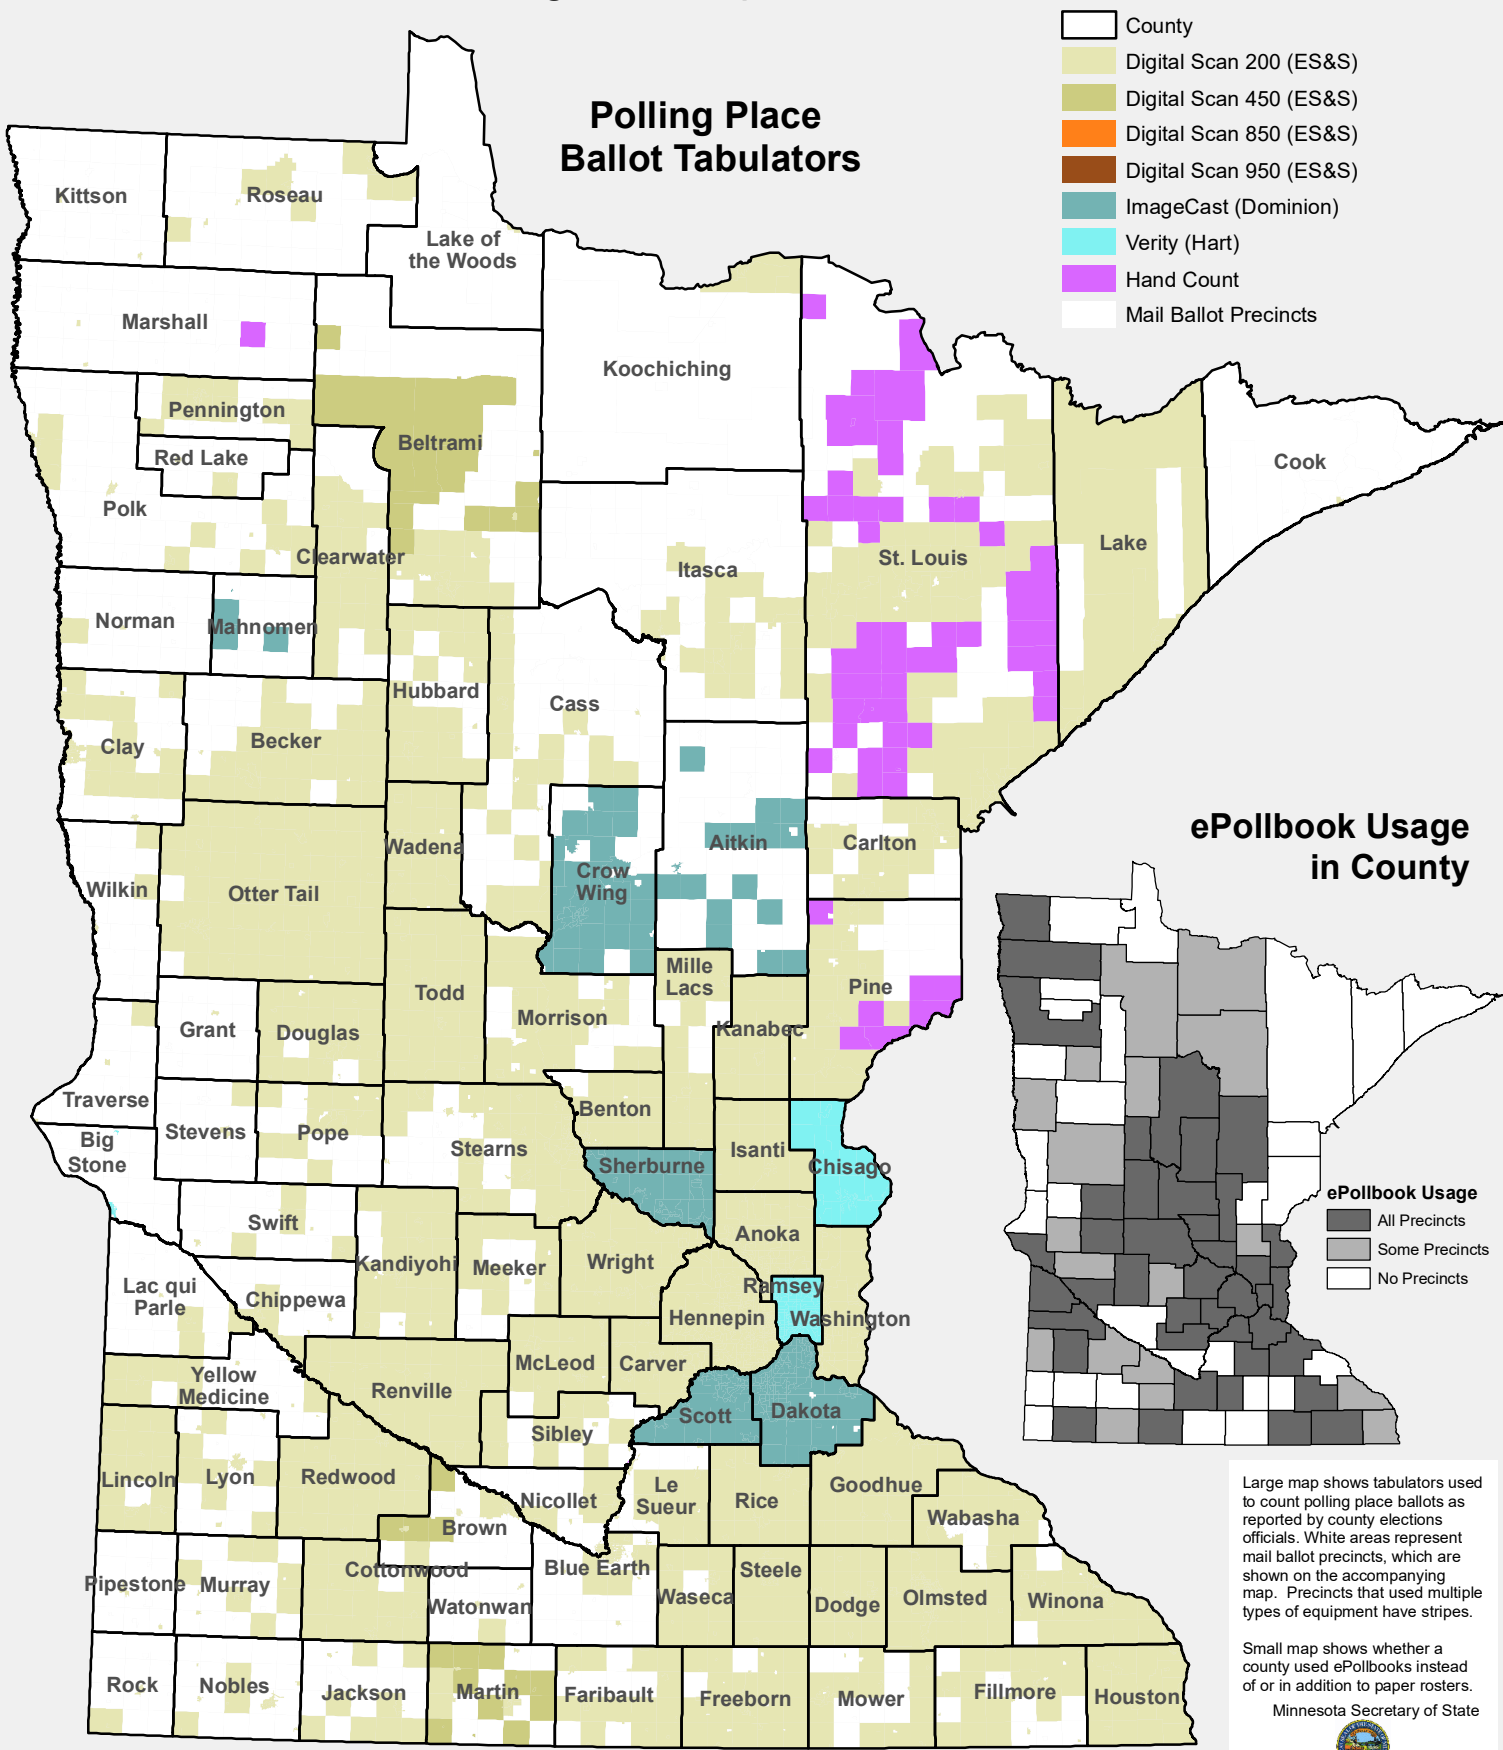 Polling Place
Ballot Tabulators
County
Digital Scan 200 (ES&S)
Digital Scan 450 (ES&S)
Digital Scan 850 (ES&S)
Digital Scan 950 (ES&S)
ImageCast (Dominion)
Verity (Hart)
Hand Count
Mail Ballot Precincts
Kittson
Roseau
Lake of
the Woods
Marshall
Koochiching
Pennington
Beltrami
Red Lake
Polk
Cook
Clearwater
Itasca
St. Louis
Lake
Norman
Mahnomen
Hubbard
Cass
Clay
Becker
Wadena
Aitkin
Carlton
Crow
Wing
Wilkin
Otter Tail
Mille
Lacs
Pine
Todd
Morrison
Kanabec
Grant
Douglas
Traverse
Benton
Big
Stone
Stevens
Pope
Stearns
Isanti
Sherburne
Chisago
Swift
Anoka
Kandiyohi
Meeker
Wright
Lac qui
Parle
Chippewa
Ramsey
Hennepin
Washington
McLeod
Carver
Yellow
Medicine
Renville
Scott
Dakota
Sibley
Lincoln
Lyon
Redwood
Nicollet
Le
Sueur
Rice
Goodhue
Wabasha
Brown
Cottonwood
Blue Earth
Pipestone
Murray
Watonwan
Waseca
Steele
Dodge
Olmsted
Winona
Rock
Nobles
Jackson
Martin
Faribault
Freeborn
Mower
Fillmore
Houston
ePollbook Usage
in County
ePollbook Usage
All Precincts
Some Precincts
No Precincts
Large map shows tabulators used
to count polling place ballots as
reported by county elections
officials. White areas represent
mail ballot precincts, which are
shown on the accompanying
map.  Precincts that used multiple
types of equipment have stripes.
Small map shows whether a
county used ePollbooks instead
of or in addition to paper rosters.
Minnesota Secretary of State